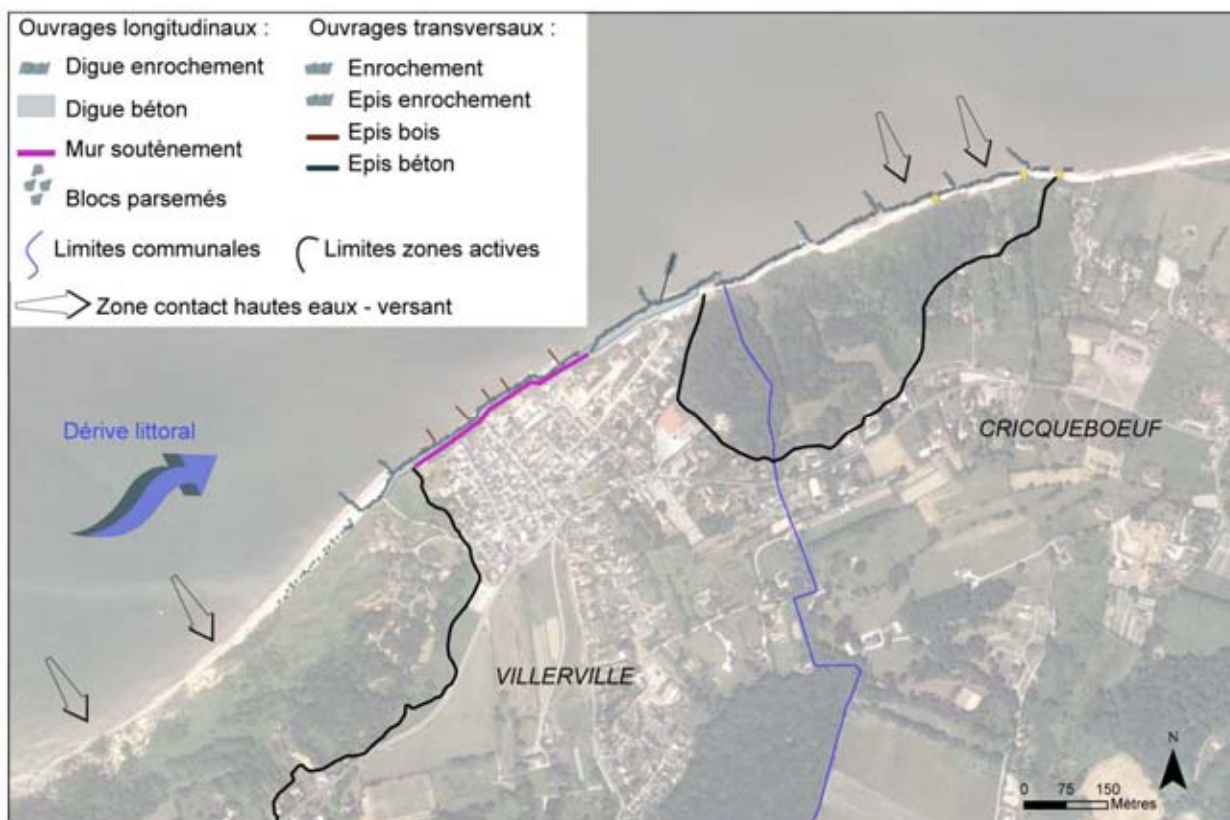 Ouvrages longitudinaux :
Digue enrochement
Digue béton
Mur soutènement
Blocs parsemés
Ouvrages transversaux :
Enrochement
Epis enrochement
Epis bois
Epis béton
Limites communales
Limites zones actives
Zone contact hautes eaux - versant
Dérive littoral
CRICQUEBOEUF
VILLERVILLE
N
0 75 150
Mètres